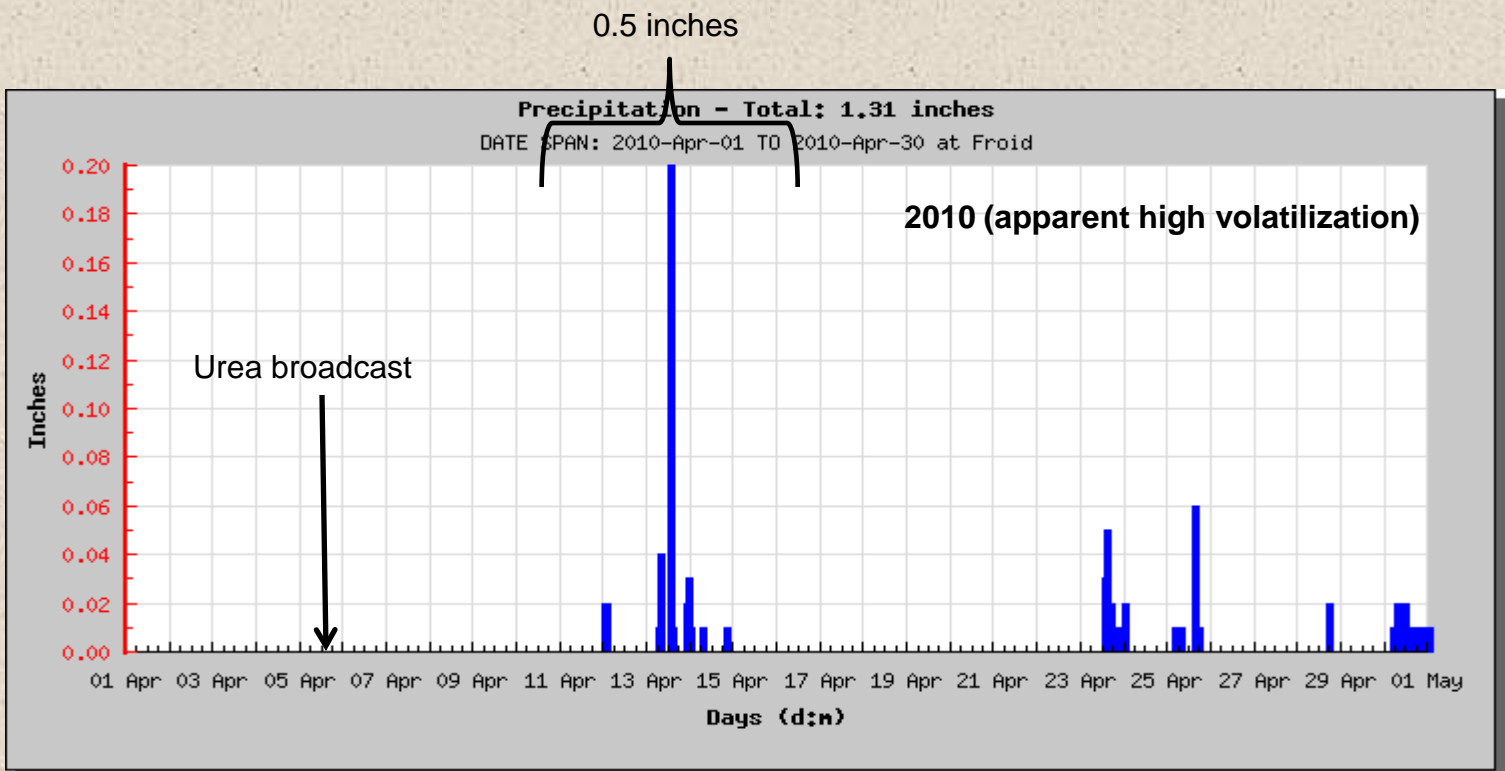 0.5 inches
Precipitation - Total: 1.31 inches
DATE SPAN: 2010-Apr-01 TO 2010-Apr-30 at Froid
2010 (apparent high volatilization)
Urea broadcast
Inches
0.20
0.18
0.16
0.14
0.12
0.10
0.08
0.06
0.04
0.02
0.00
01 Apr 03 Apr 05 Apr 07 Apr 09 Apr 11 Apr 13 Apr 15 Apr 17 Apr 19 Apr 21 Apr 23 Apr 25 Apr 27 Apr 29 Apr 01 May
Days (d:m)